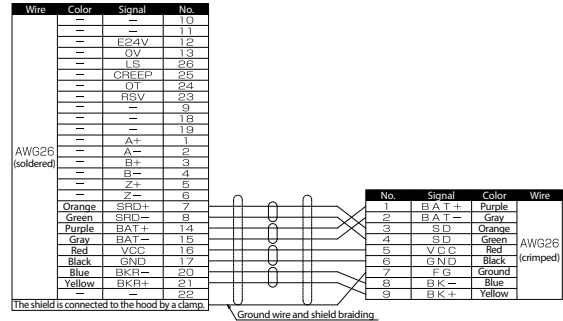 Wire Color Signal No.
— — 10
— — 11
— E24V 12
— 0V 13
— LS 26
— CREEP 25
— OT 24
— RSV 23
— — 9
— — 18
— — 19
— A+ 1
AWG26 — A− 2
(soldered) — B+ 3
— B− 4
— Z+ 5
— Z− 6
Orange SRD+ 7
Green SRD− 8
Purple BAT+ 14
Gray BAT− 15
Red VCC 16
Black GND 17
Blue BKR− 20
Yellow BKR+ 21
— — 22
The shield is connected to the hood by a clamp.
No. Signal Color Wire
1 BAT+ Purple
2 BAT− Gray
3 SD Orange
4 SD Green
5 VCC Red AWG26
6 GND Black (crimped)
7 FG Ground
8 BK− Blue
9 BK+ Yellow
Ground wire and shield braiding